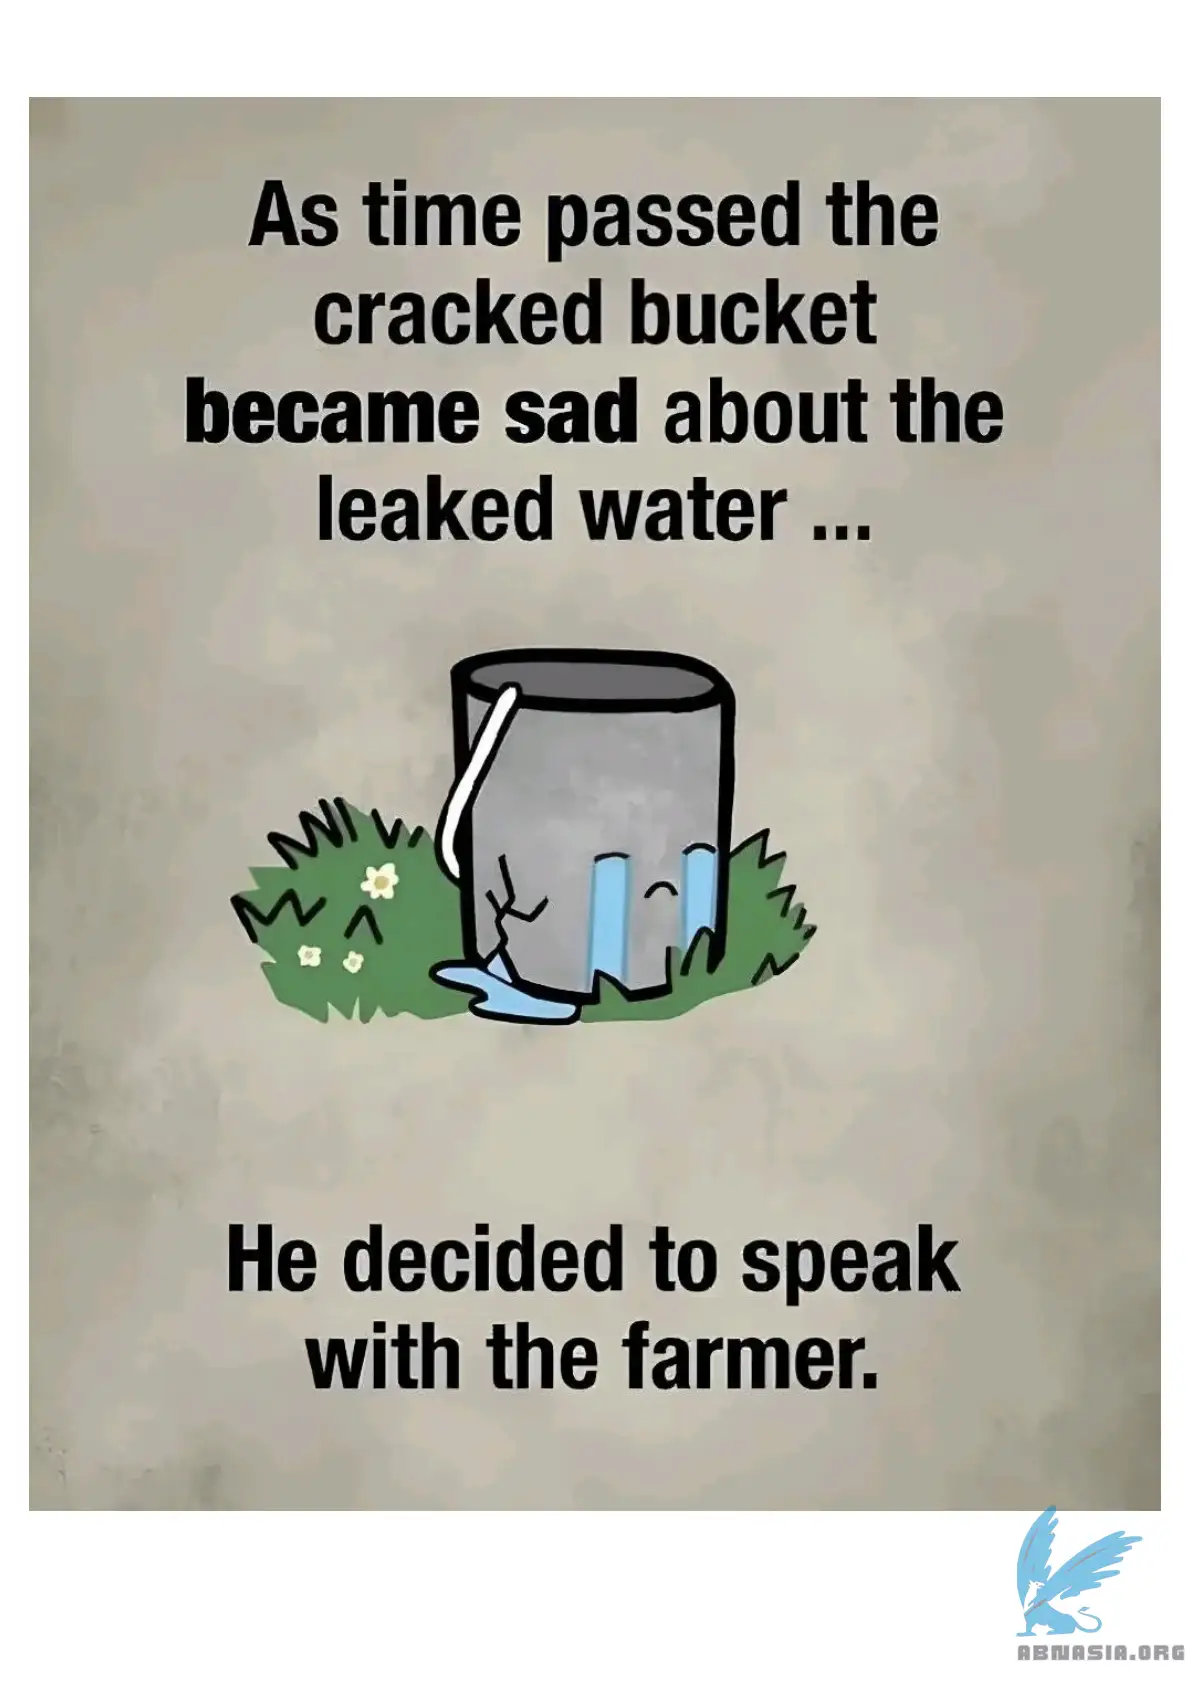 As time passed the
cracked bucket
became sad about the
leaked water ...
He decided to speak
with the farmer.
ABNASIA.ORG